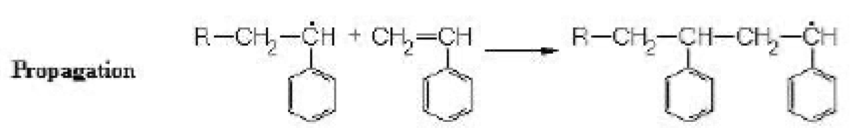 R—CH₂—ĊH + CH₂=CH ⟶ R—CH₂—CH—CH₂—ĊH
Propagation